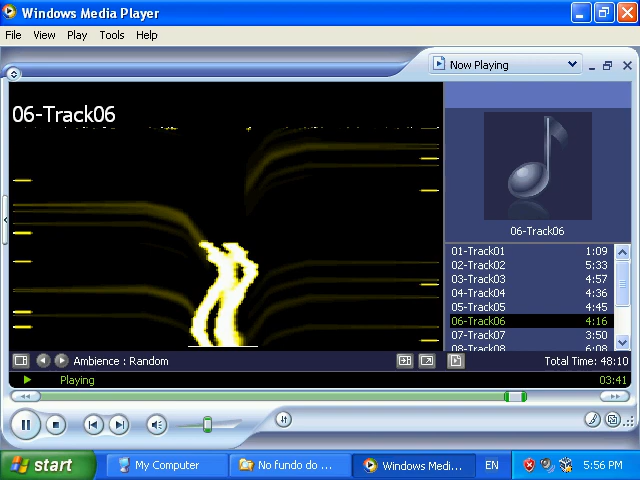 Windows Media Player
File View Play Tools Help
Now Playing
06-Track06
06-Track06
01-Track01 1:09
02-Track02 5:33
03-Track03 4:57
04-Track04 4:36
05-Track05 4:45
06-Track06 4:16
07-Track07 3:50
08-Track08 6:08
Ambience : Random
Total Time: 48:10
Playing 03:41
start My Computer No fundo do ... Windows Medi... EN 5:56 PM